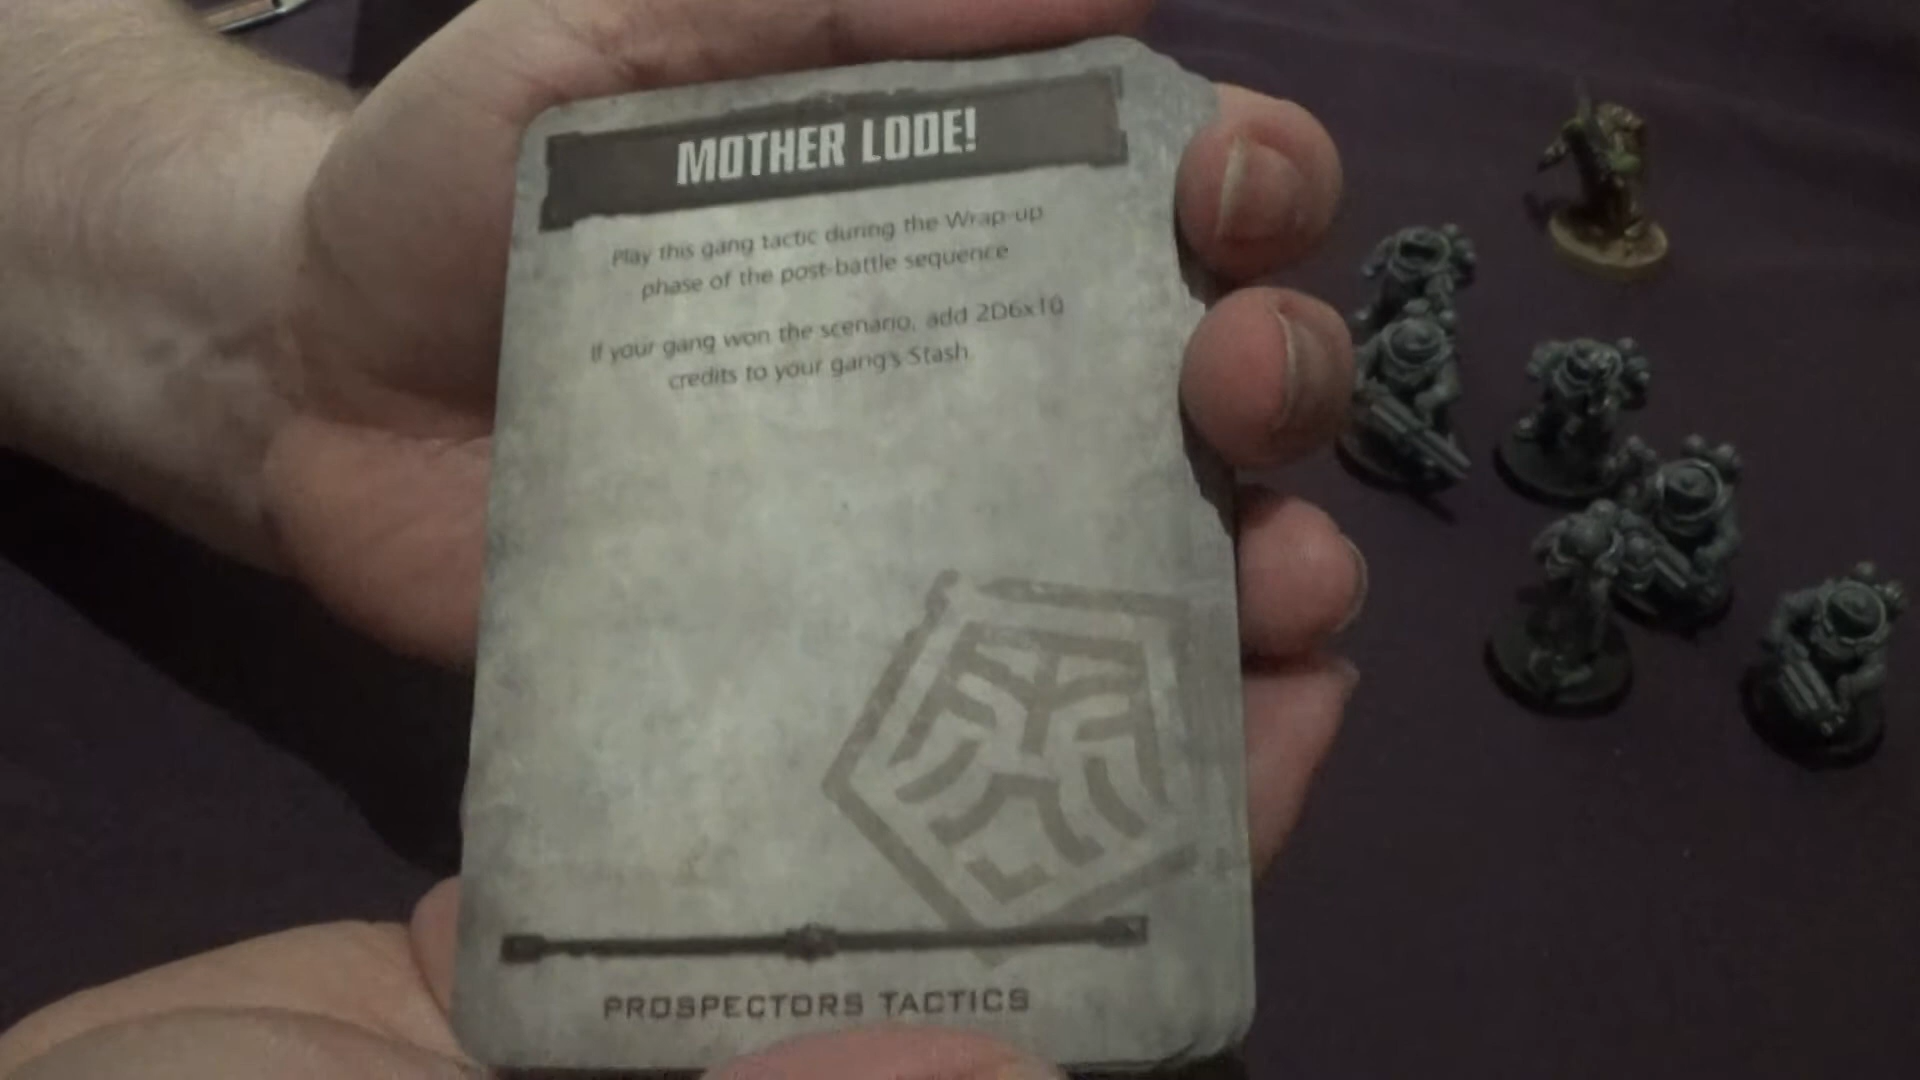 MOTHER LODE!
Play this gang tactic during the Wrap-up
phase of the post-battle sequence
If your gang won the scenario, add 2D6x10
credits to your gang's Stash
PROSPECTORS TACTICS